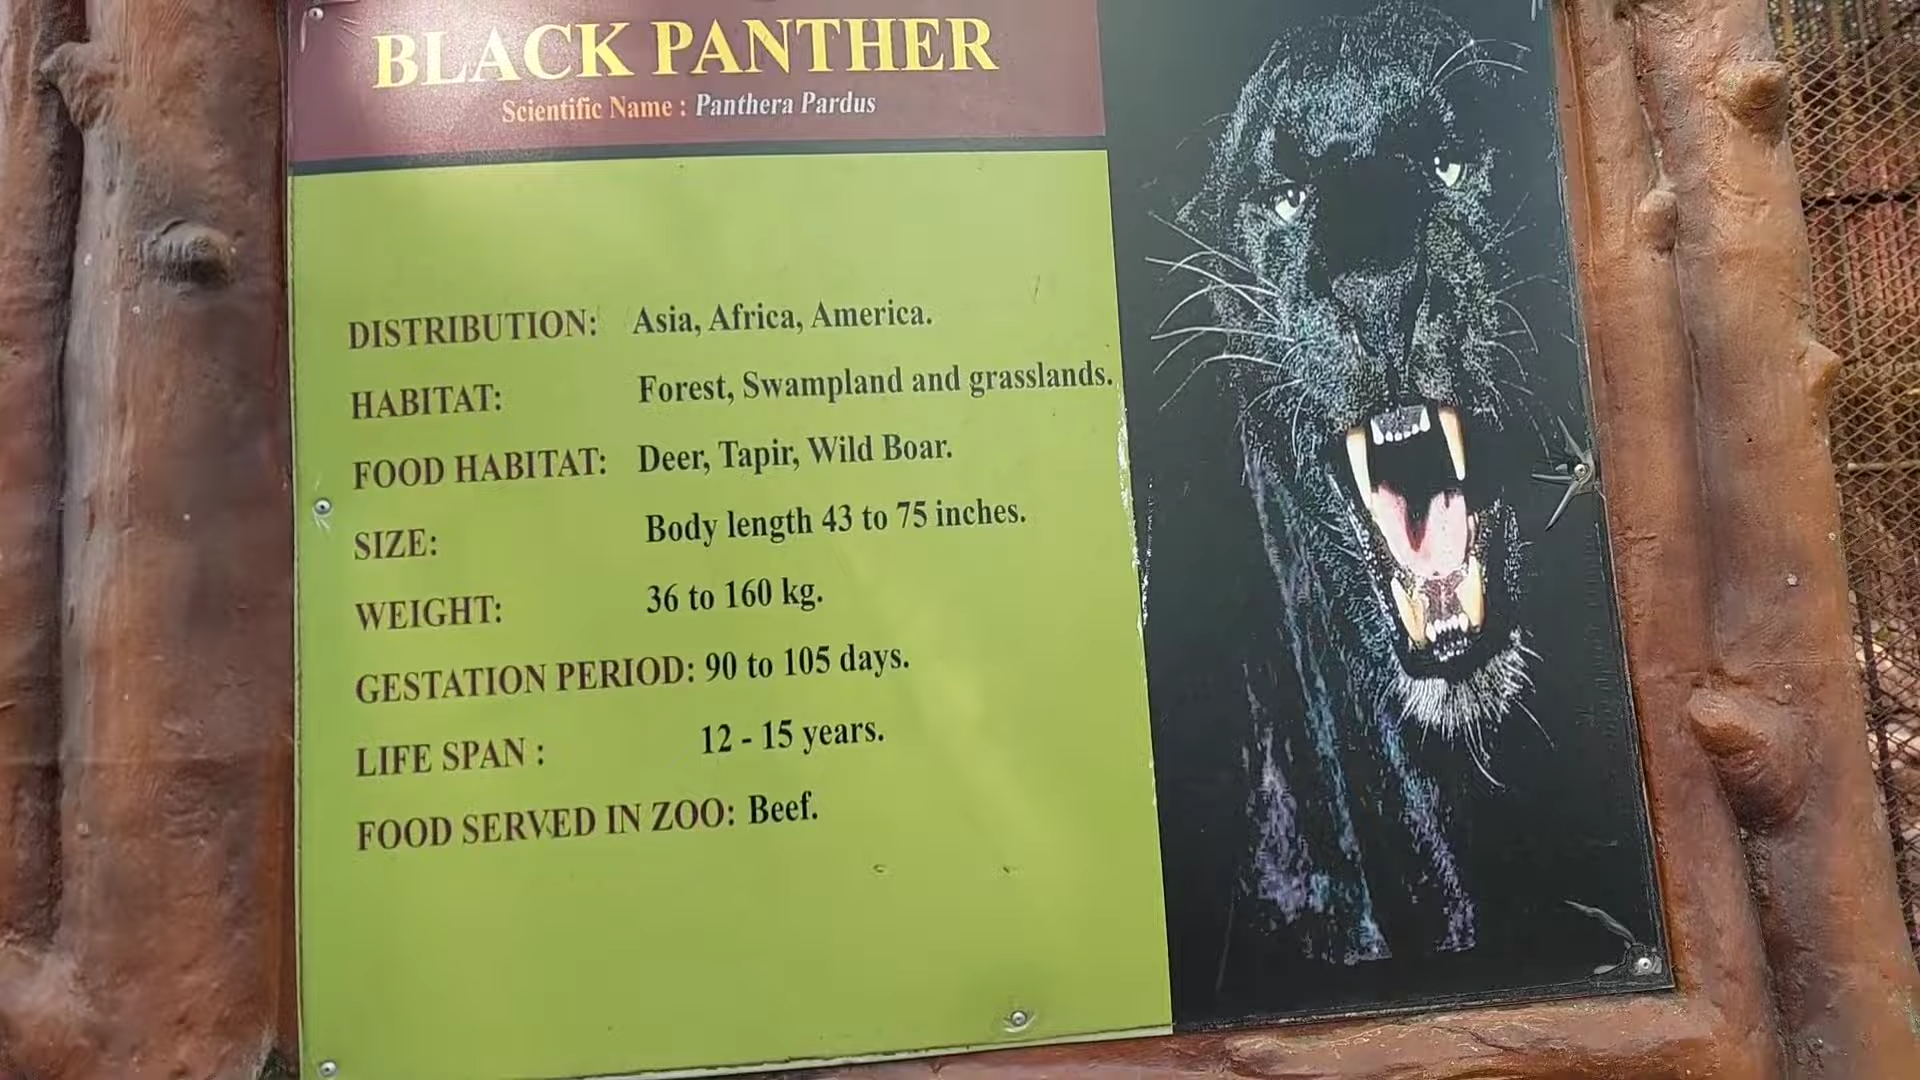 BLACK PANTHER
Scientific Name : Panthera Pardus
DISTRIBUTION: Asia, Africa, America.
HABITAT: Forest, Swampland and grasslands.
FOOD HABITAT: Deer, Tapir, Wild Boar.
SIZE: Body length 43 to 75 inches.
WEIGHT: 36 to 160 kg.
GESTATION PERIOD: 90 to 105 days.
LIFE SPAN : 12 - 15 years.
FOOD SERVED IN ZOO: Beef.